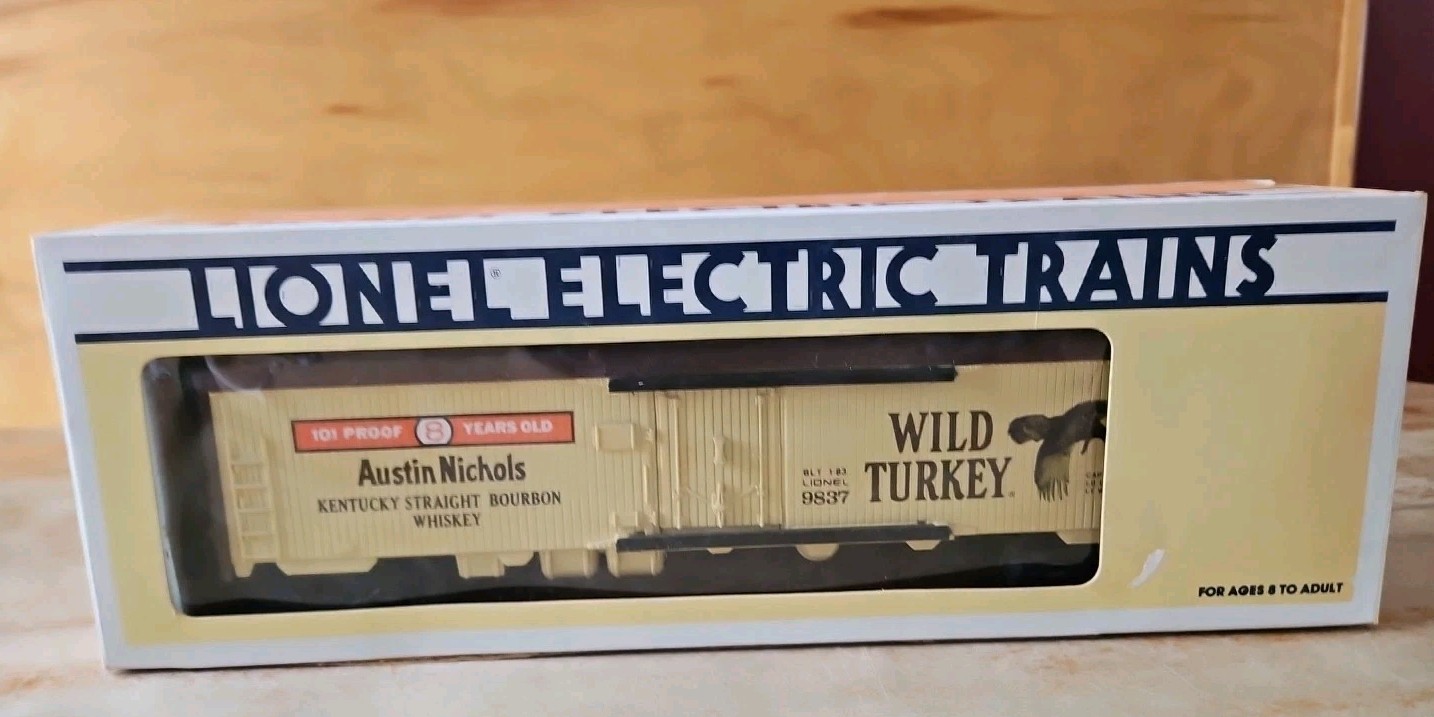 LIONEL® ELECTRIC TRAINS
101 PROOF 8 YEARS OLD
Austin Nichols
KENTUCKY STRAIGHT BOURBON
WHISKEY
WILD
TURKEY
BLT 1-83
LIONEL
9837
FOR AGES 8 TO ADULT